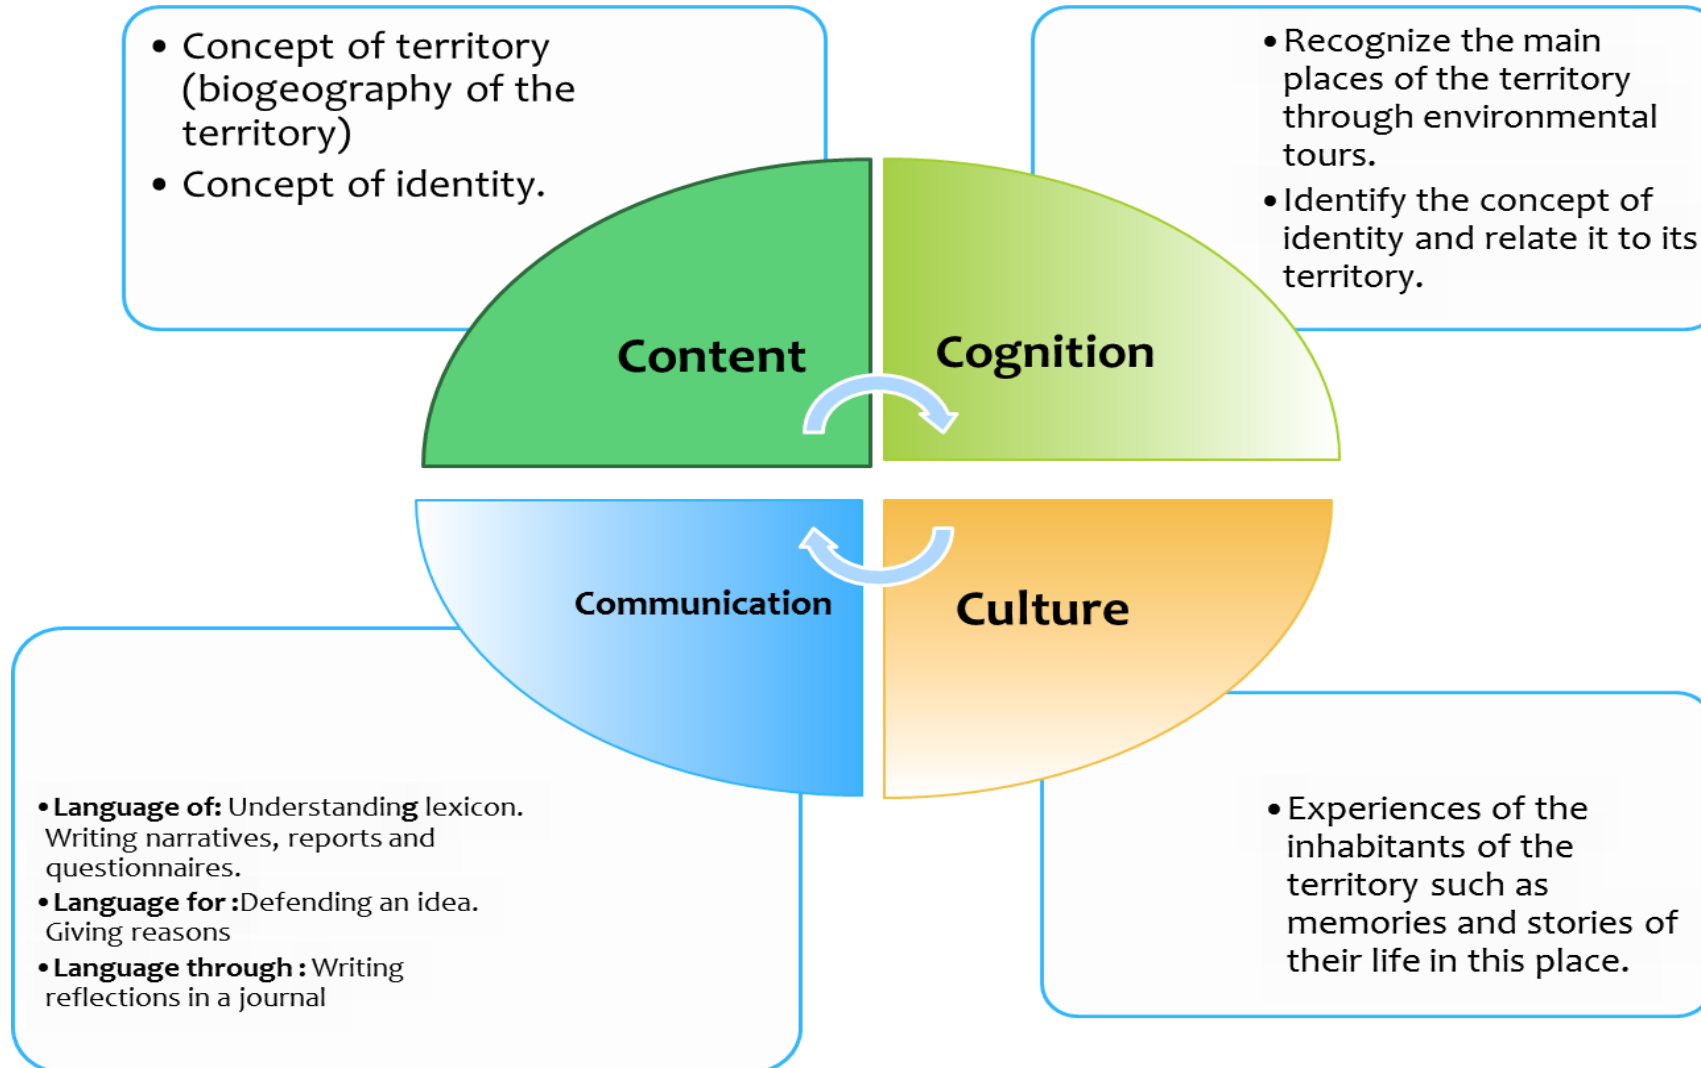 • Concept of territory
(biogeography of the
territory)
• Concept of identity.
• Recognize the main
places of the territory
through environmental
tours.
• Identify the concept of
identity and relate it to its
territory.
Content
Cognition
Communication
Culture
• Language of: Understanding lexicon.
Writing narratives, reports and
questionnaires.
• Language for :Defending an idea.
Giving reasons
• Language through : Writing
reflections in a journal
• Experiences of the
inhabitants of the
territory such as
memories and stories of
their life in this place.